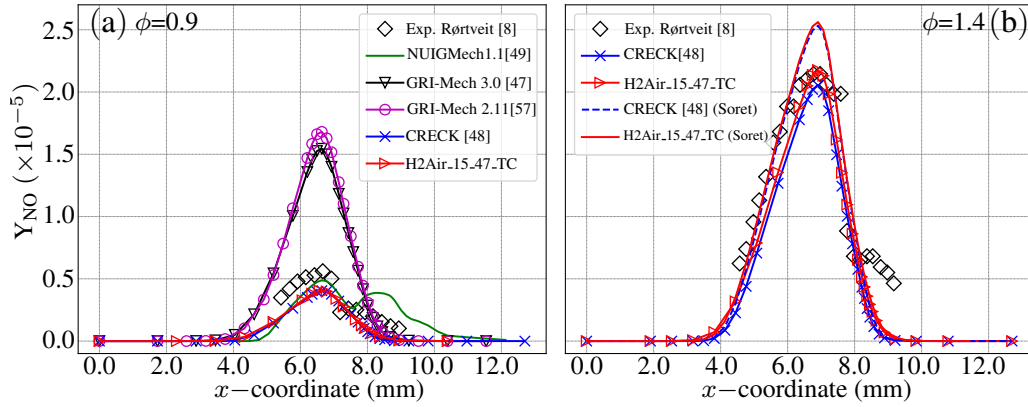 (a) ϕ=0.9
Exp. Rørtveit [8]
NUIGMech1.1[49]
GRI-Mech 3.0 [47]
GRI-Mech 2.11[57]
CRECK [48]
H2Air_15_47_TC
Y_NO (×10⁻⁵)
2.5
2.0
1.5
1.0
0.5
0.0
0.0 2.0 4.0 6.0 8.0 10.0 12.0
x−coordinate (mm)
ϕ=1.4 (b)
Exp. Rørtveit [8]
CRECK[48]
H2Air_15_47_TC
CRECK [48] (Soret)
H2Air_15_47_TC (Soret)
0.0 2.0 4.0 6.0 8.0 10.0 12.0
x−coordinate (mm)